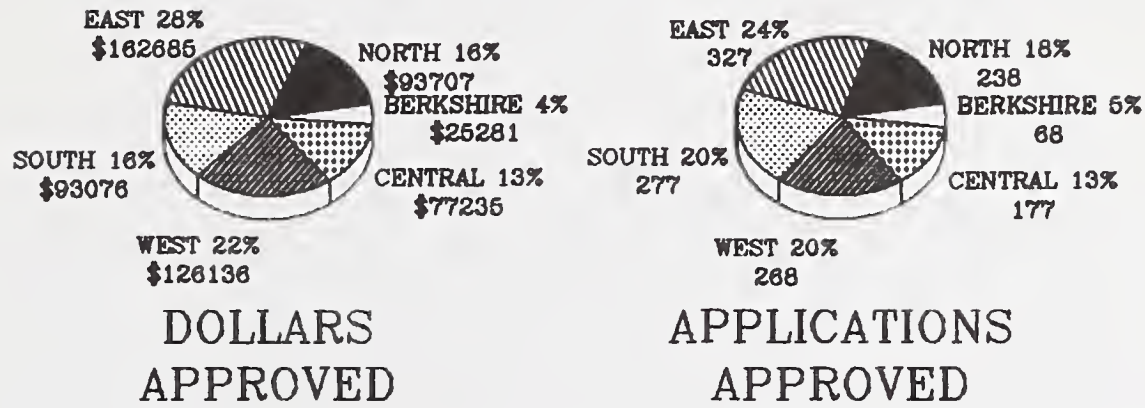 EAST 28%
$162685
NORTH 16%
$93707
BERKSHIRE 4%
$25281
SOUTH 16%
$93076
CENTRAL 13%
$77235
WEST 22%
$126136
DOLLARS
APPROVED
EAST 24%
327
NORTH 18%
238
BERKSHIRE 5%
68
SOUTH 20%
277
CENTRAL 13%
177
WEST 20%
268
APPLICATIONS
APPROVED